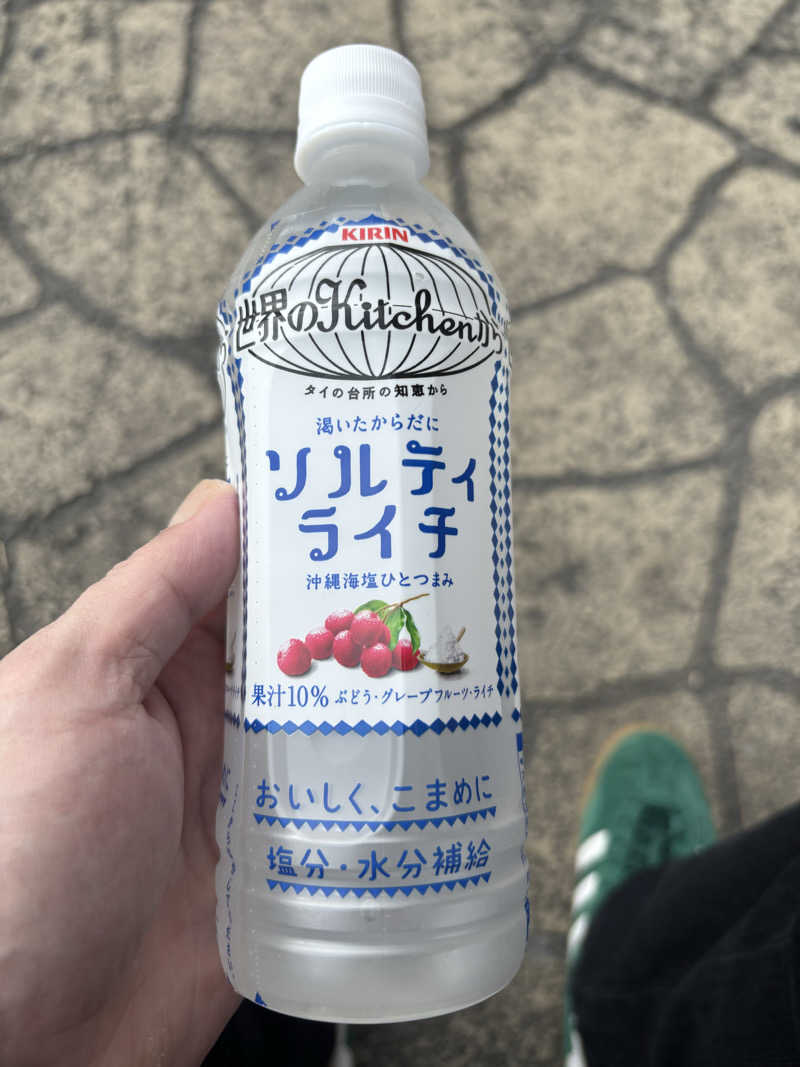 KIRIN
世界のKitchenから
タイの台所の知恵から
渇いたからだに
ソルティ
ライチ
沖縄海塩ひとつまみ
果汁10% ぶどう・グレープフルーツ・ライチ
おいしく、こまめに
塩分・水分補給